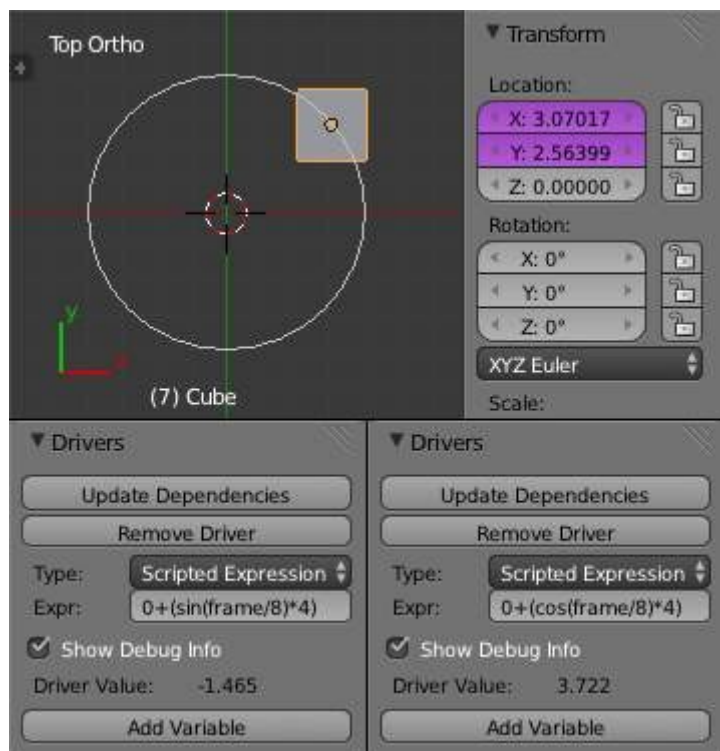 Top Ortho
+
y
x
(7) Cube
Transform
Location:
X: 3.07017
Y: 2.56399
Z: 0.00000
Rotation:
X: 0°
Y: 0°
Z: 0°
XYZ Euler
Scale:
Drivers
Update Dependencies
Remove Driver
Type: Scripted Expression
Expr: 0+(sin(frame/8)*4)
Show Debug Info
Driver Value: -1.465
Add Variable
Drivers
Update Dependencies
Remove Driver
Type: Scripted Expression
Expr: 0+(cos(frame/8)*4)
Show Debug Info
Driver Value: 3.722
Add Variable